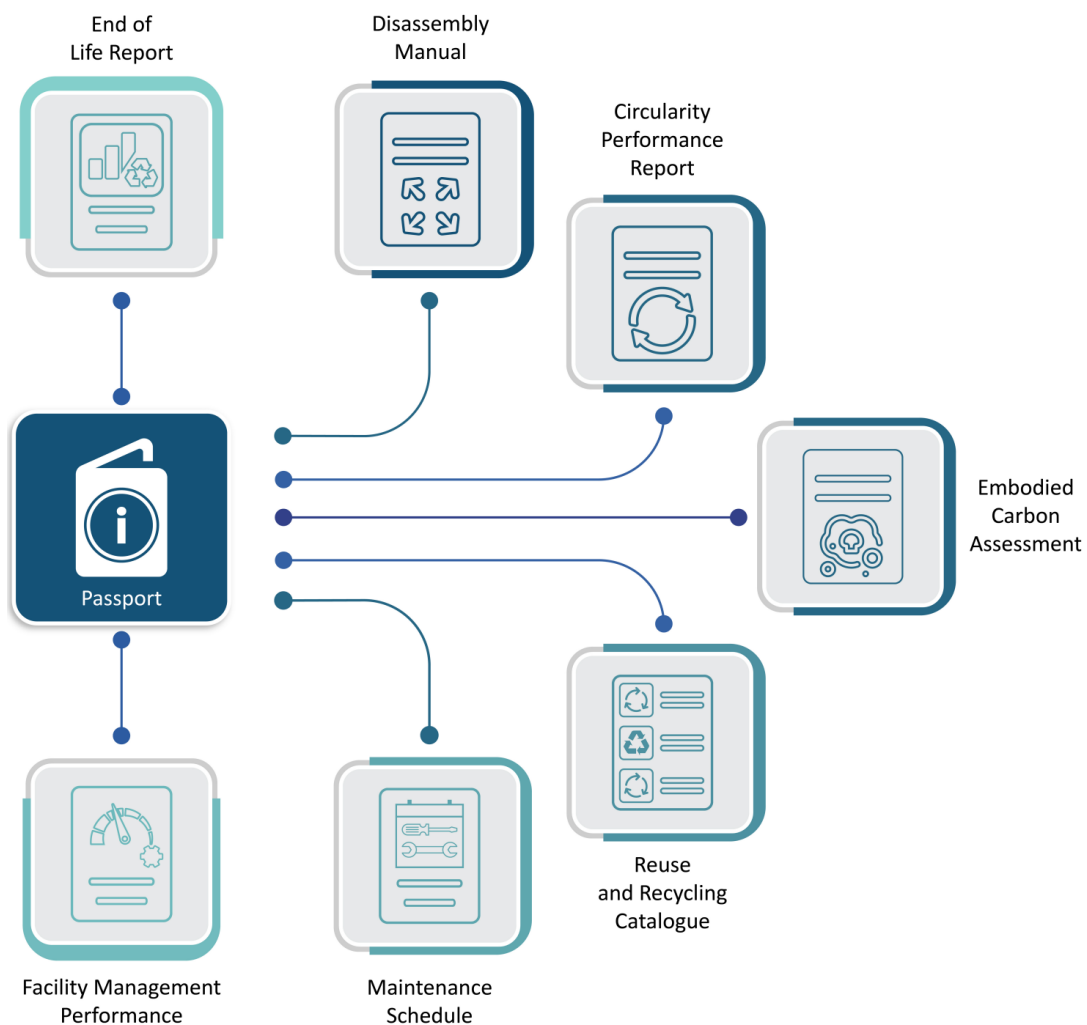 End of
Life Report
Disassembly
Manual
Circularity
Performance
Report
Embodied
Carbon
Assessment
i
Passport
Reuse
and Recycling
Catalogue
Facility Management
Performance
Maintenance
Schedule